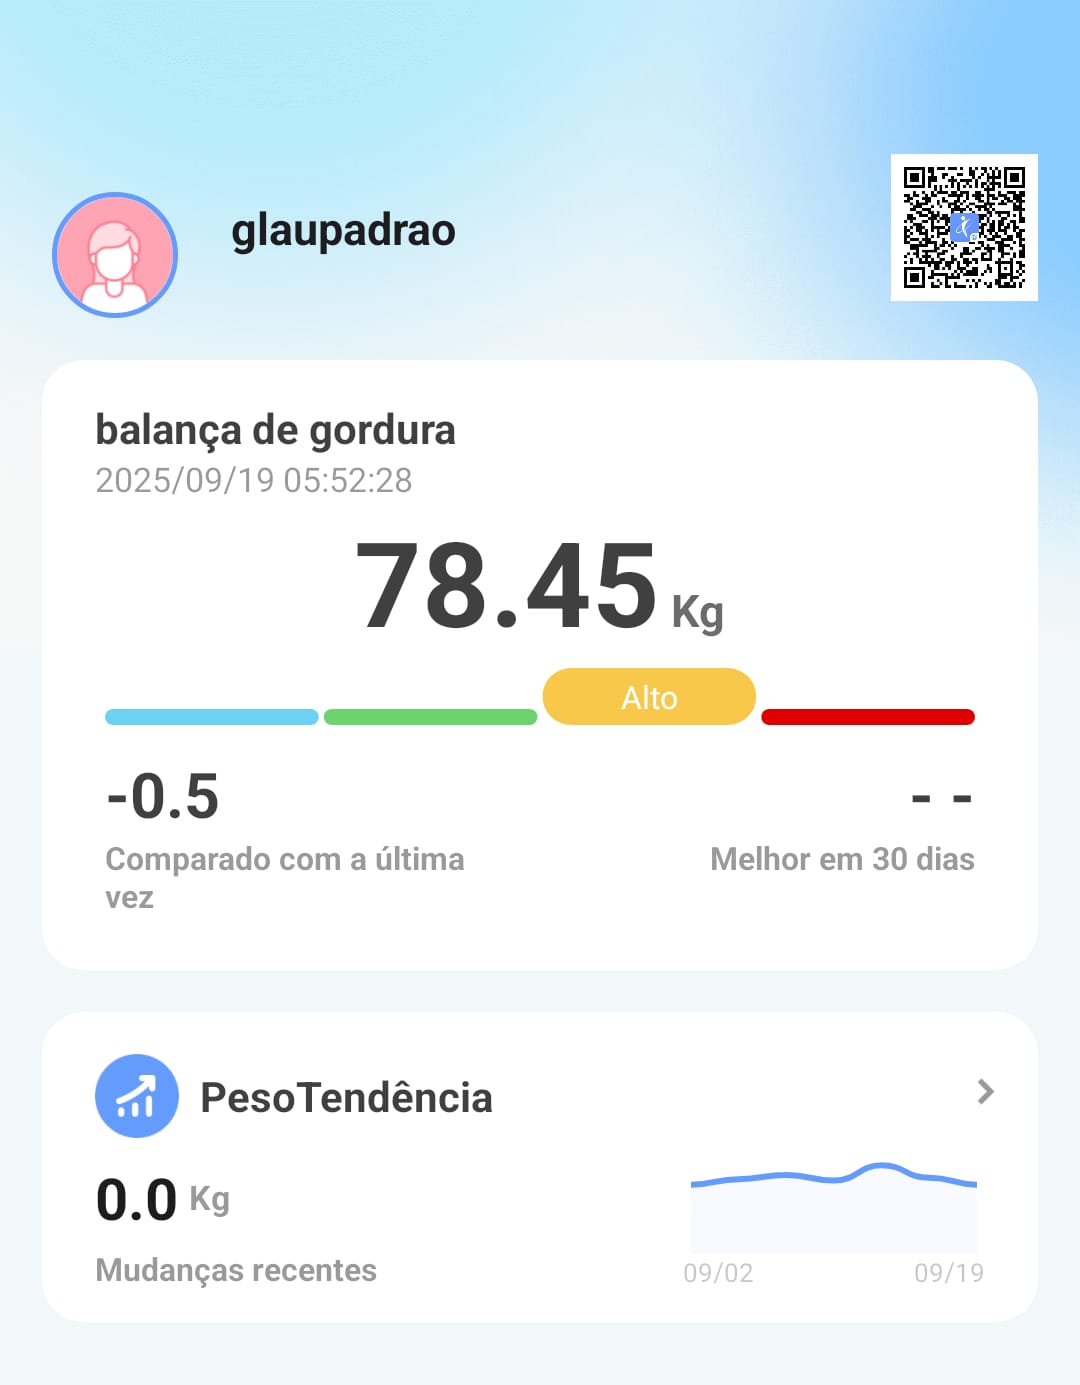 glaupadrao
balança de gordura
2025/09/19 05:52:28
78.45 Kg
Alto
-0.5
Comparado com a última
vez
- -
Melhor em 30 dias
PesoTendência
0.0 Kg
Mudanças recentes
09/02
09/19